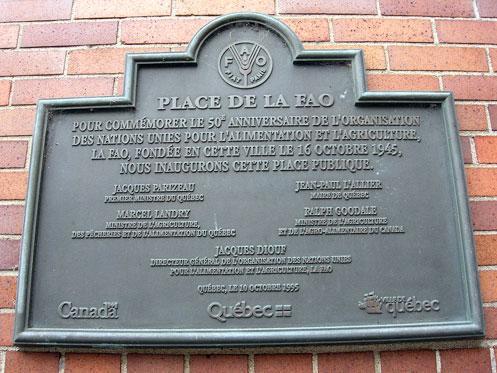 F A O
FIAT PANIS
PLACE DE LA FAO
POUR COMMÉMORER LE 50e ANNIVERSAIRE DE L'ORGANISATION
DES NATIONS UNIES POUR L'ALIMENTATION ET L'AGRICULTURE,
LA FAO, FONDÉE EN CETTE VILLE LE 16 OCTOBRE 1945,
NOUS INAUGURONS CETTE PLACE PUBLIQUE.
JACQUES PARIZEAU
PREMIER MINISTRE DU QUÉBEC
JEAN-PAUL L'ALLIER
MAIRE DE QUÉBEC
MARCEL LANDRY
MINISTRE DE L'AGRICULTURE,
DES PÊCHERIES ET DE L'ALIMENTATION DU QUÉBEC
RALPH GOODALE
MINISTRE DE L'AGRICULTURE
ET DE L'AGRO-ALIMENTAIRE DU CANADA
JACQUES DIOUF
DIRECTEUR GÉNÉRAL DE L'ORGANISATION DES NATIONS UNIES
POUR L'ALIMENTATION ET L'AGRICULTURE, LA FAO
QUÉBEC, LE 10 OCTOBRE 1995
Canada
Québec
VILLE DE
québec